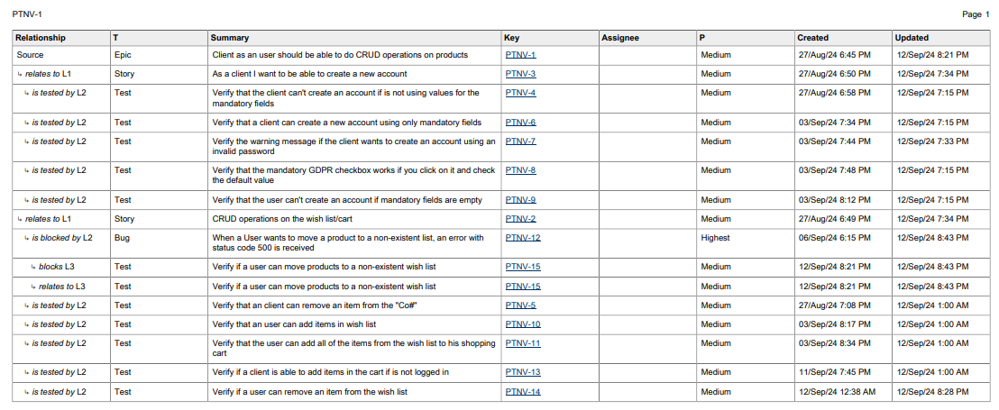 PTNV-1 Page 1
Relationship T Summary Key Assignee P Created Updated
Source Epic Client as an user should be able to do CRUD operations on products PTNV-1 Medium 27/Aug/24 6:45 PM 12/Sep/24 8:21 PM
↳ relates to L1 Story As a client I want to be able to create a new account PTNV-3 Medium 27/Aug/24 6:50 PM 12/Sep/24 7:34 PM
↳ is tested by L2 Test Verify that the client can't create an account if is not using values for the PTNV-4 Medium 27/Aug/24 6:58 PM 12/Sep/24 7:15 PM
mandatory fields
↳ is tested by L2 Test Verify that a client can create a new account using only mandatory fields PTNV-6 Medium 03/Sep/24 7:34 PM 12/Sep/24 7:15 PM
↳ is tested by L2 Test Verify the warning message if the client wants to create an account using an PTNV-7 Medium 03/Sep/24 7:44 PM 12/Sep/24 7:33 PM
invalid password
↳ is tested by L2 Test Verify that the mandatory GDPR checkbox works if you click on it and check PTNV-8 Medium 03/Sep/24 7:48 PM 12/Sep/24 7:15 PM
the default value
↳ is tested by L2 Test Verify that the user can't create an account if mandatory fields are empty PTNV-9 Medium 03/Sep/24 8:12 PM 12/Sep/24 7:15 PM
↳ relates to L1 Story CRUD operations on the wish list/cart PTNV-2 Medium 27/Aug/24 6:49 PM 12/Sep/24 7:34 PM
↳ is blocked by L2 Bug When a User wants to move a product to a non-existent list, an error with PTNV-12 Highest 06/Sep/24 6:15 PM 12/Sep/24 8:43 PM
status code 500 is received
↳ blocks L3 Test Verify if a user can move products to a non-existent wish list PTNV-15 Medium 12/Sep/24 8:21 PM 12/Sep/24 8:43 PM
↳ relates to L3 Test Verify if a user can move products to a non-existent wish list PTNV-15 Medium 12/Sep/24 8:21 PM 12/Sep/24 8:43 PM
↳ is tested by L2 Test Verify that an client can remove an item from the "Co#" PTNV-5 Medium 27/Aug/24 7:08 PM 12/Sep/24 1:00 AM
↳ is tested by L2 Test Verify that an user can add items in wish list PTNV-10 Medium 03/Sep/24 8:17 PM 12/Sep/24 1:00 AM
↳ is tested by L2 Test Verify that the user can add all of the items from the wish list to his shopping PTNV-11 Medium 03/Sep/24 8:34 PM 12/Sep/24 1:00 AM
cart
↳ is tested by L2 Test Verify if a client is able to add items in the cart if is not logged in PTNV-13 Medium 11/Sep/24 7:45 PM 12/Sep/24 1:00 AM
↳ is tested by L2 Test Verify if a user can remove an item from the wish list PTNV-14 Medium 12/Sep/24 12:38 AM 12/Sep/24 8:28 PM